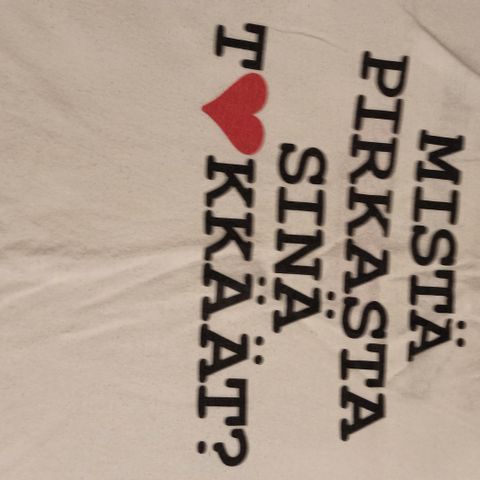 MISTÄ
PIRKASTA
SINÄ
T❤KKÄÄT?